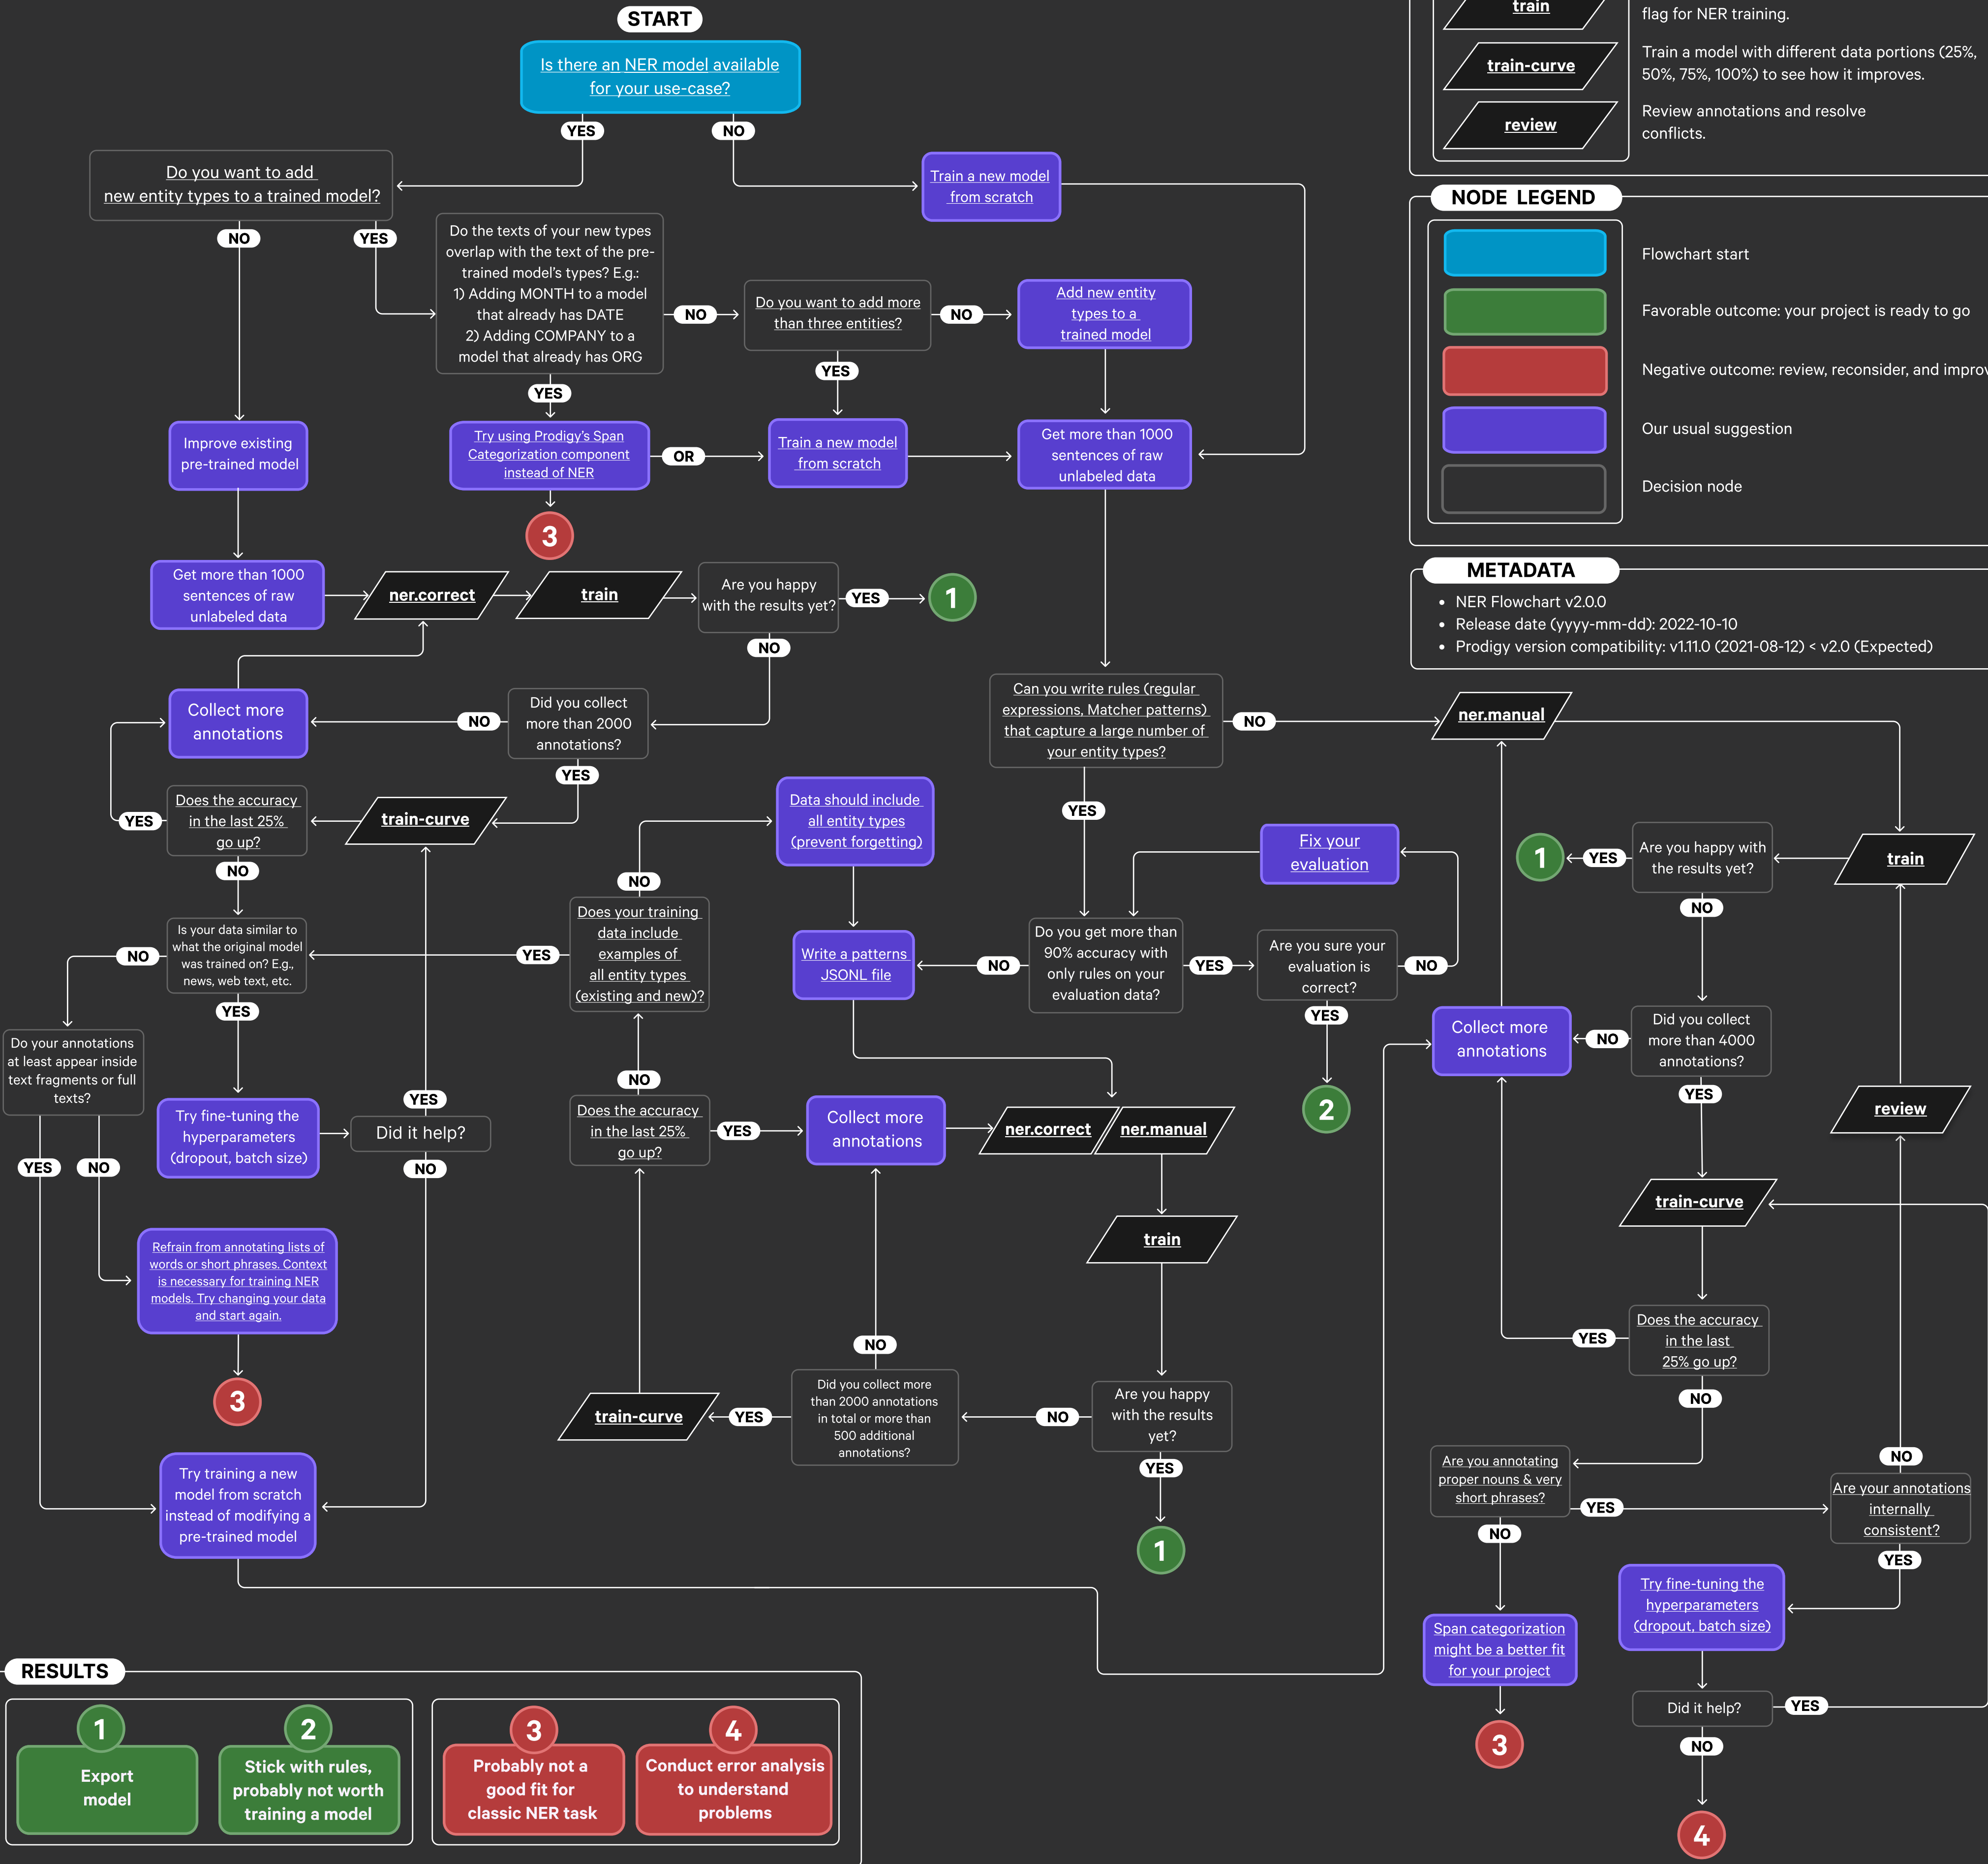 START
Is there an NER model available
for your use-case?
YES
NO
Do you want to add
new entity types to a trained model?
NO
YES
Train a new model
from scratch
Do the texts of your new types
overlap with the text of the pre-
trained model's types? E.g.:
1) Adding MONTH to a model
that already has DATE
2) Adding COMPANY to a
model that already has ORG
NO
YES
Do you want to add more
than three entities?
NO
YES
Add new entity
types to a
trained model
Improve existing
pre-trained model
Try using Prodigy's Span
Categorization component
instead of NER
OR
Train a new model
from scratch
Get more than 1000
sentences of raw
unlabeled data
3
Get more than 1000
sentences of raw
unlabeled data
ner.correct
train
Are you happy
with the results yet?
YES
1
NO
Collect more
annotations
NO
Did you collect
more than 2000
annotations?
YES
Does the accuracy
in the last 25%
go up?
YES
NO
train-curve
Is your data similar to
what the original model
was trained on? E.g.,
news, web text, etc.
NO
YES
Do your annotations
at least appear inside
text fragments or full
texts?
YES
NO
Try fine-tuning the
hyperparameters
(dropout, batch size)
YES
Did it help?
NO
Refrain from annotating lists of
words or short phrases. Context
is necessary for training NER
models. Try changing your data
and start again.
3
Try training a new
model from scratch
instead of modifying a
pre-trained model
Data should include
all entity types
(prevent forgetting)
NO
Does your training
data include
examples of
all entity types
(existing and new)?
YES
Write a patterns
JSONL file
NO
Does the accuracy
in the last 25%
go up?
YES
Collect more
annotations
ner.correct
ner.manual
train
NO
train-curve
YES
Did you collect more
than 2000 annotations
in total or more than
500 additional
annotations?
NO
Are you happy
with the results
yet?
YES
1
Can you write rules (regular
expressions, Matcher patterns)
that capture a large number of
your entity types?
NO
YES
Fix your
evaluation
Do you get more than
90% accuracy with
only rules on your
evaluation data?
NO
YES
Are you sure your
evaluation is
correct?
NO
YES
2
ner.manual
1
YES
Are you happy with
the results yet?
train
NO
Collect more
annotations
NO
Did you collect
more than 4000
annotations?
YES
review
train-curve
YES
Does the accuracy
in the last
25% go up?
NO
Are you annotating
proper nouns & very
short phrases?
YES
NO
NO
Are your annotations
internally
consistent?
YES
Try fine-tuning the
hyperparameters
(dropout, batch size)
Span categorization
might be a better fit
for your project
3
Did it help?
YES
NO
4
train
flag for NER training.
train-curve
Train a model with different data portions (25%,
50%, 75%, 100%) to see how it improves.
review
Review annotations and resolve
conflicts.
NODE LEGEND
Flowchart start
Favorable outcome: your project is ready to go
Negative outcome: review, reconsider, and improv
Our usual suggestion
Decision node
METADATA
• NER Flowchart v2.0.0
• Release date (yyyy-mm-dd): 2022-10-10
• Prodigy version compatibility: v1.11.0 (2021-08-12) < v2.0 (Expected)
RESULTS
1
Export
model
2
Stick with rules,
probably not worth
training a model
3
Probably not a
good fit for
classic NER task
4
Conduct error analysis
to understand
problems